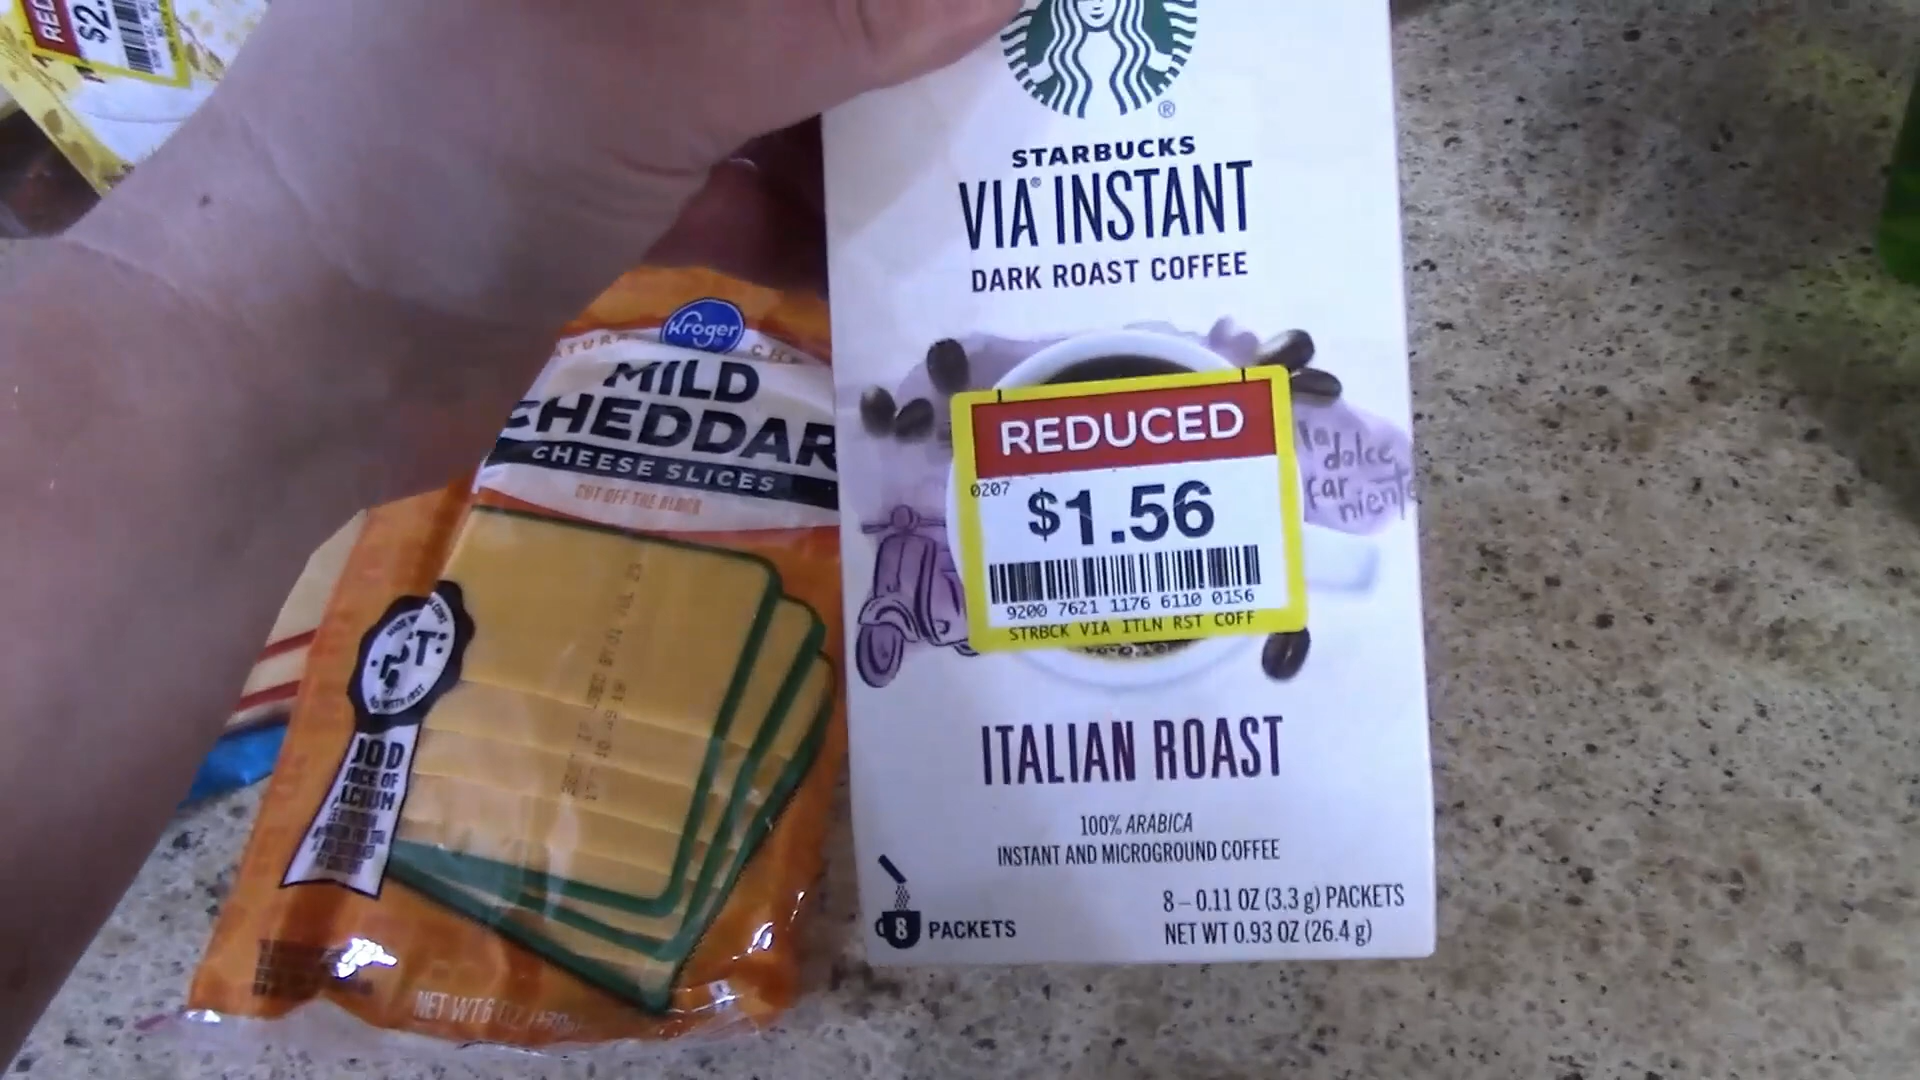 RED
$2.
®
STARBUCKS
VIA® INSTANT
DARK ROAST COFFEE
REDUCED
0207
$1.56
9200 7621 1176 6110 0156
STRBCK VIA ITLN RST COFF
la
dolce
far
niente
ITALIAN ROAST
100% ARABICA
INSTANT AND MICROGROUND COFFEE
8 PACKETS
8 – 0.11 OZ (3.3 g) PACKETS
NET WT 0.93 OZ (26.4 g)
Kroger
MILD
CHEDDAR
CHEESE SLICES
CUT OFF THE BLOCK
NET WT 6 OZ